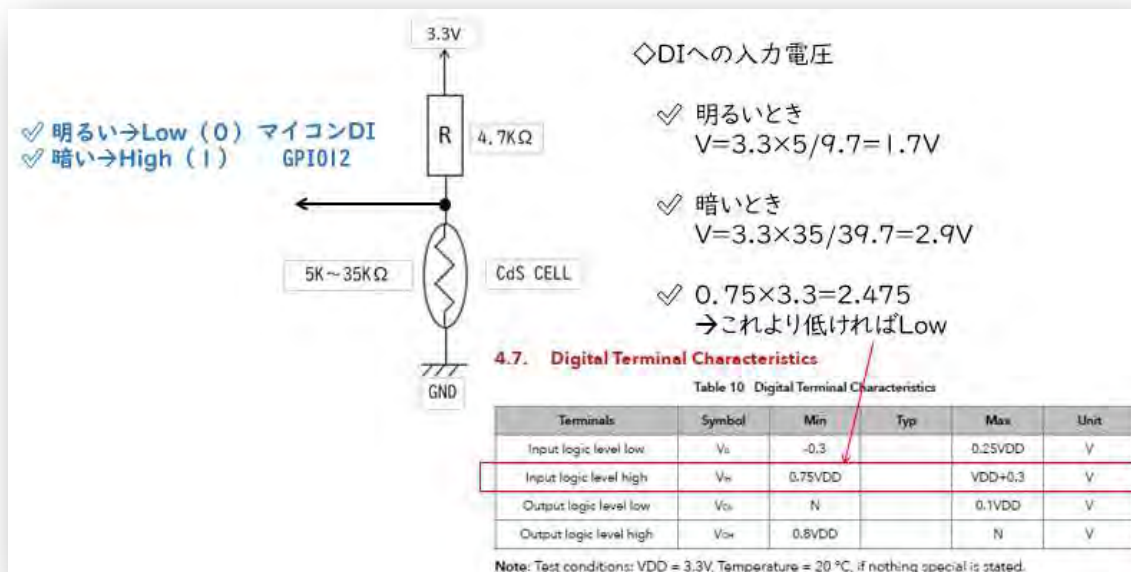 3.3V
R
4.7KΩ
✓ 明るい→Low (0) マイコンDI
✓ 暗い→High (1) GPIO12
5K~35KΩ
CdS CELL
GND
◇DIへの入力電圧
✓ 明るいとき
V=3.3×5/9.7=1.7V
✓ 暗いとき
V=3.3×35/39.7=2.9V
✓ 0.75×3.3=2.475
→これより低ければLow
4.7. Digital Terminal Characteristics
Table 10 Digital Terminal Characteristics
Terminals Symbol Min Typ Max Unit
Input logic level low -0.3 0.25VDD V
Input logic level high 0.75VDD VDD+0.3 V
Output logic level low N 0.1VDD V
Output logic level high 0.8VDD N V
Note: Test conditions: VDD = 3.3V, Temperature = 20 °C, if nothing special is stated.